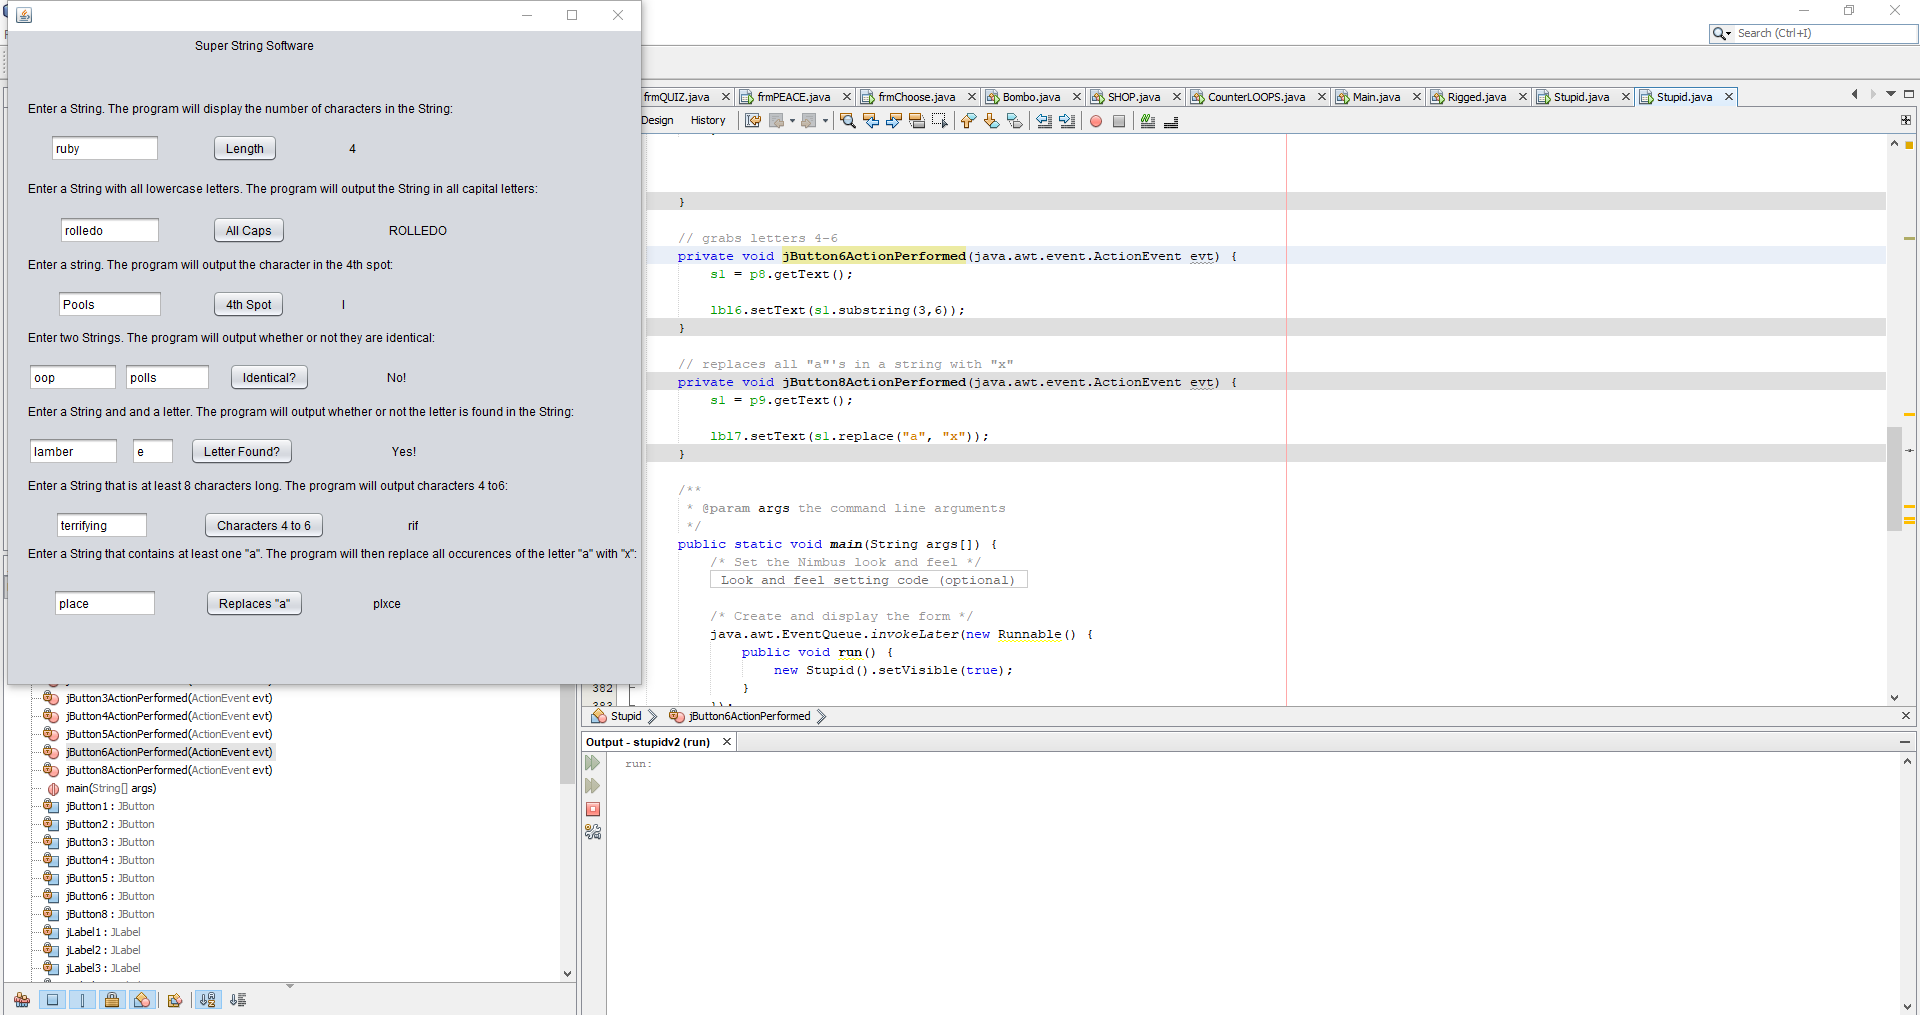 Super String Software
Enter a String. The program will display the number of characters in the String:
ruby Length 4
Enter a String with all lowercase letters. The program will output the String in all capital letters:
rolledo All Caps ROLLEDO
Enter a string. The program will output the character in the 4th spot:
Pools 4th Spot l
Enter two Strings. The program will output whether or not they are identical:
oop polls Identical? No!
Enter a String and and a letter. The program will output whether or not the letter is found in the String:
lamber e Letter Found? Yes!
Enter a String that is at least 8 characters long. The program will output characters 4 to6:
terrifying Characters 4 to 6 rif
Enter a String that contains at least one "a". The program will then replace all occurences of the letter "a" with "x":
place Replaces "a" plxce
Search (Ctrl+I)
frmQUIZ.java frmPEACE.java frmChoose.java Bombo.java SHOP.java CounterLOOPS.java Main.java Rigged.java Stupid.java Stupid.java
Design History
}
// grabs letters 4-6
private void jButton6ActionPerformed(java.awt.event.ActionEvent evt) {
s1 = p8.getText();
lbl6.setText(s1.substring(3,6));
}
// replaces all "a"'s in a string with "x"
private void jButton8ActionPerformed(java.awt.event.ActionEvent evt) {
s1 = p9.getText();
lbl7.setText(s1.replace("a", "x"));
}
/**
* @param args the command line arguments
*/
public static void main(String args[]) {
/* Set the Nimbus look and feel */
Look and feel setting code (optional)
/* Create and display the form */
java.awt.EventQueue.invokeLater(new Runnable() {
public void run() {
new Stupid().setVisible(true);
382 }
383 });
Stupid jButton6ActionPerformed
Output - stupidv2 (run)
run:
jButton3ActionPerformed(ActionEvent evt)
jButton4ActionPerformed(ActionEvent evt)
jButton5ActionPerformed(ActionEvent evt)
jButton6ActionPerformed(ActionEvent evt)
jButton8ActionPerformed(ActionEvent evt)
main(String[] args)
jButton1 : JButton
jButton2 : JButton
jButton3 : JButton
jButton4 : JButton
jButton5 : JButton
jButton6 : JButton
jButton8 : JButton
jLabel1 : JLabel
jLabel2 : JLabel
jLabel3 : JLabel